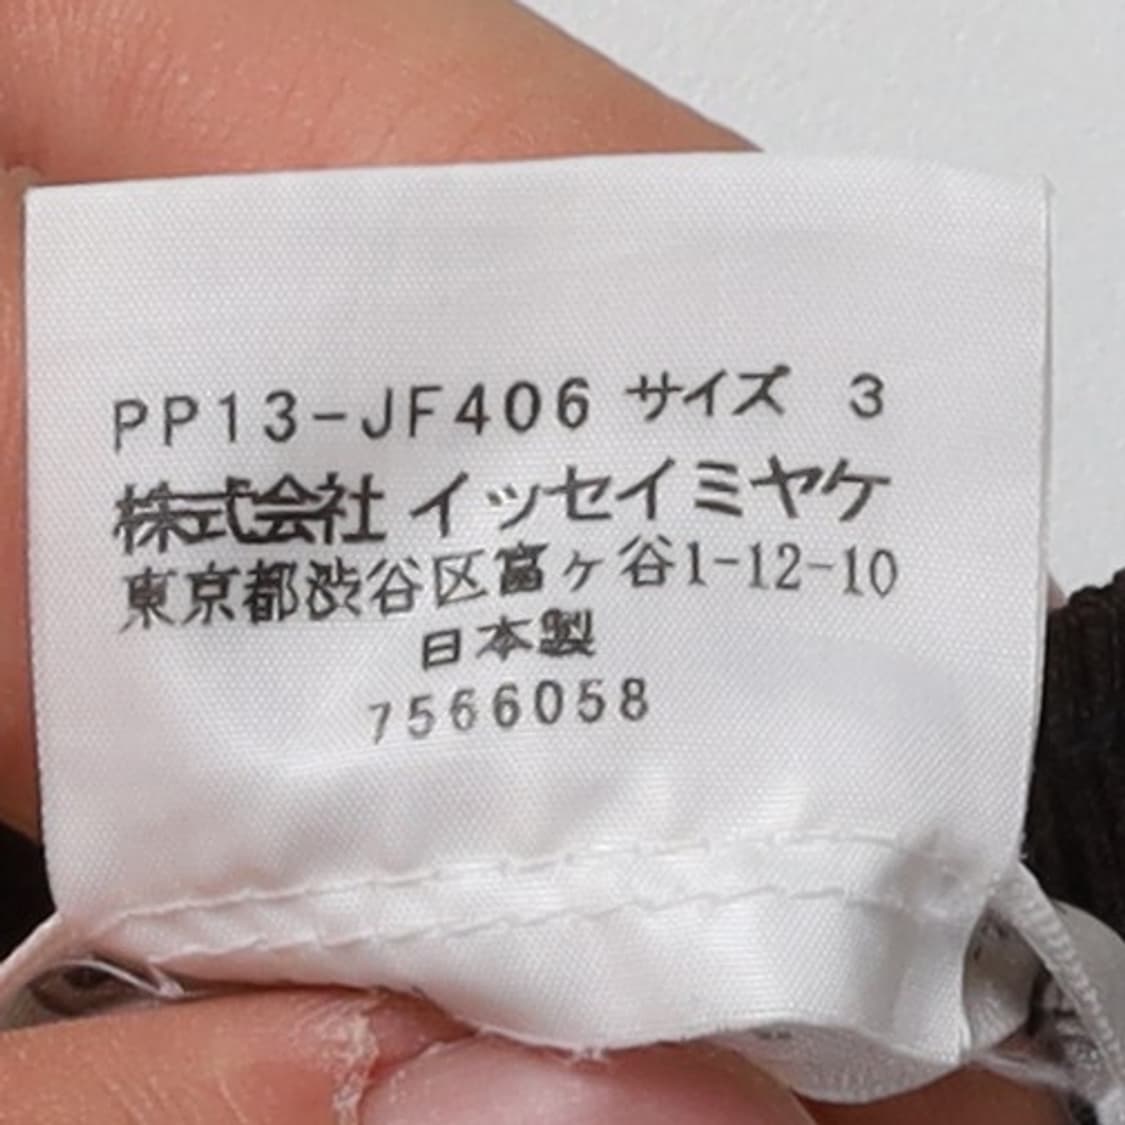 PP13-JF406 サイズ 3
株式会社 イッセイミヤケ
東京都渋谷区富ヶ谷1-12-10
日本製
7566058